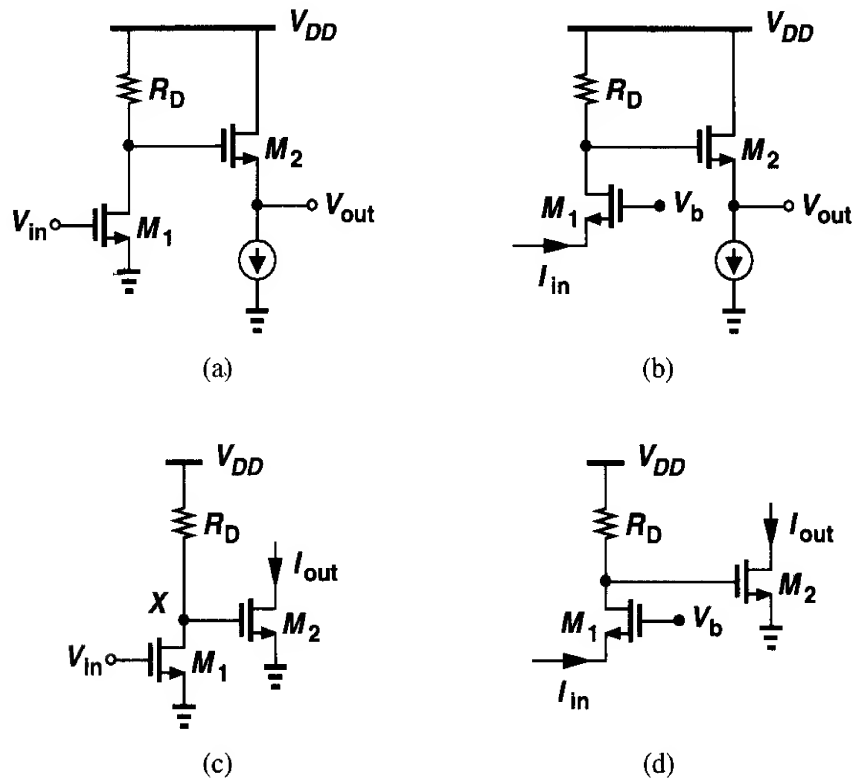 V_DD
R_D
M_2
V_in
M_1
V_out
(a)
V_DD
R_D
M_2
M_1
V_b
V_out
I_in
(b)
V_DD
R_D
I_out
X
M_2
V_in
M_1
(c)
V_DD
R_D
I_out
M_2
M_1
V_b
I_in
(d)